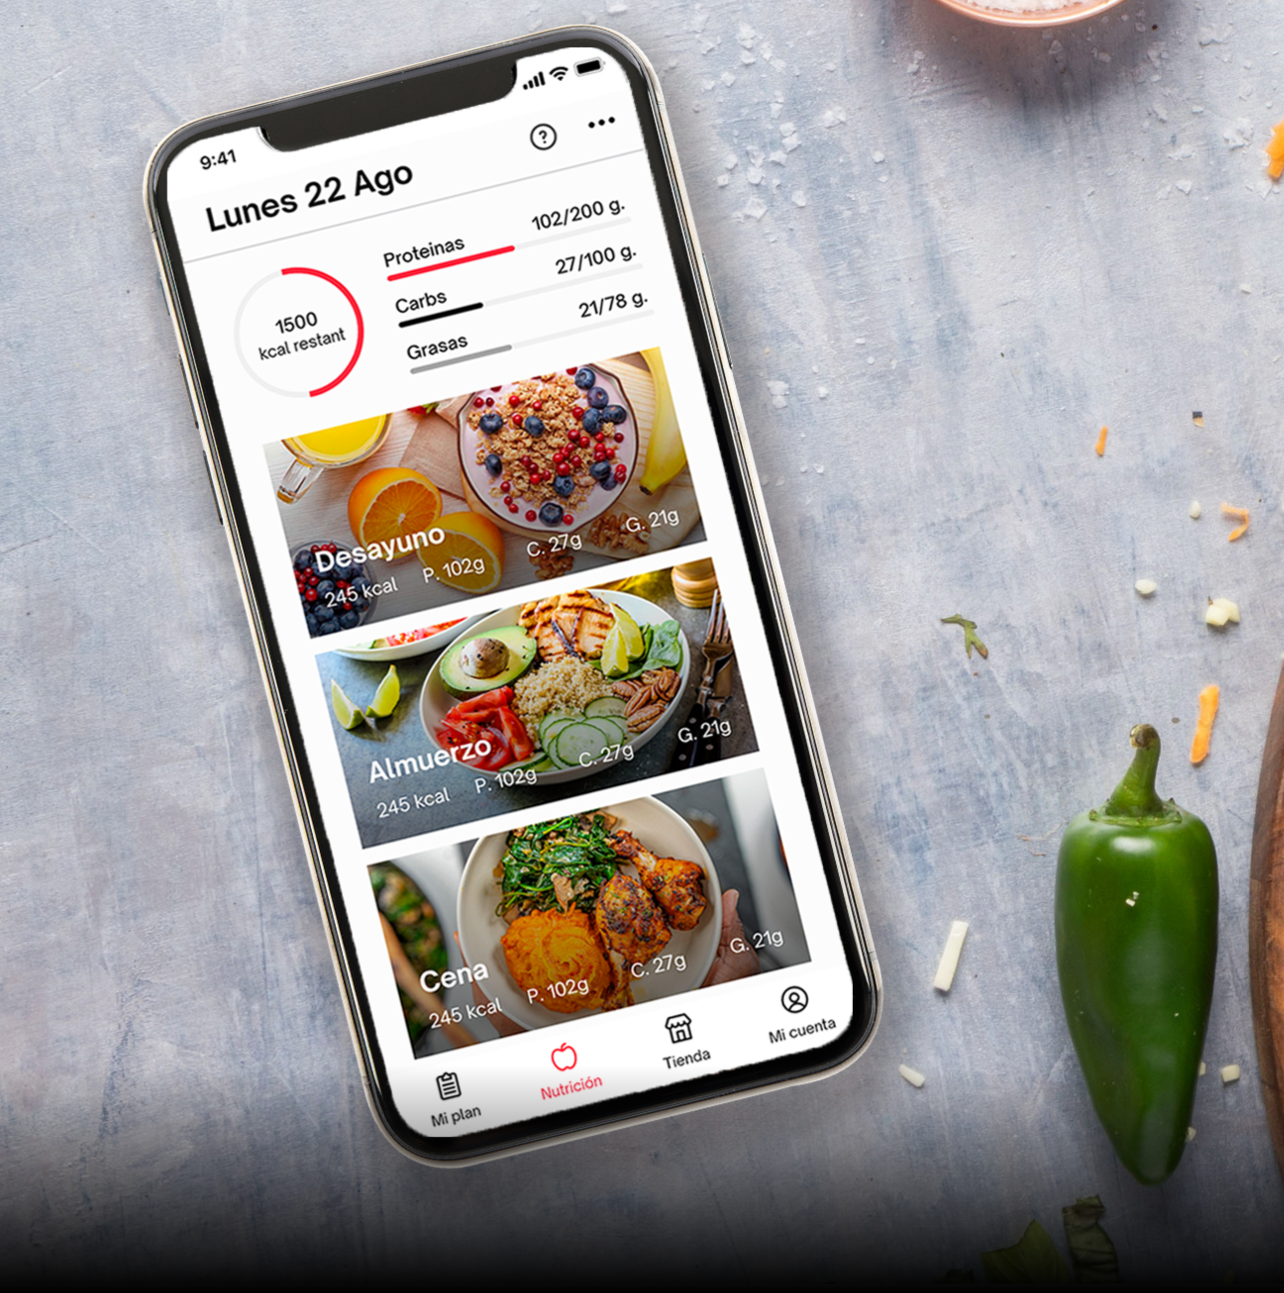 9:41
Lunes 22 Ago
1500
kcal restant
Proteinas 102/200 g.
Carbs 27/100 g.
Grasas 21/78 g.
Desayuno
245 kcal P. 102g C. 27g G. 21g
Almuerzo
245 kcal P. 102g C. 27g G. 21g
Cena
245 kcal P. 102g C. 27g G. 21g
Mi plan Nutrición Tienda Mi cuenta